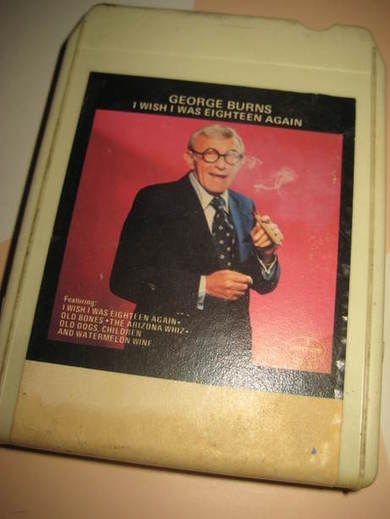 GEORGE BURNS
I WISH I WAS EIGHTEEN AGAIN
Featuring:
I WISH I WAS EIGHTEEN AGAIN•
OLD BONES • THE ARIZONA WHIZ•
OLD DOGS, CHILDREN
AND WATERMELON WINE